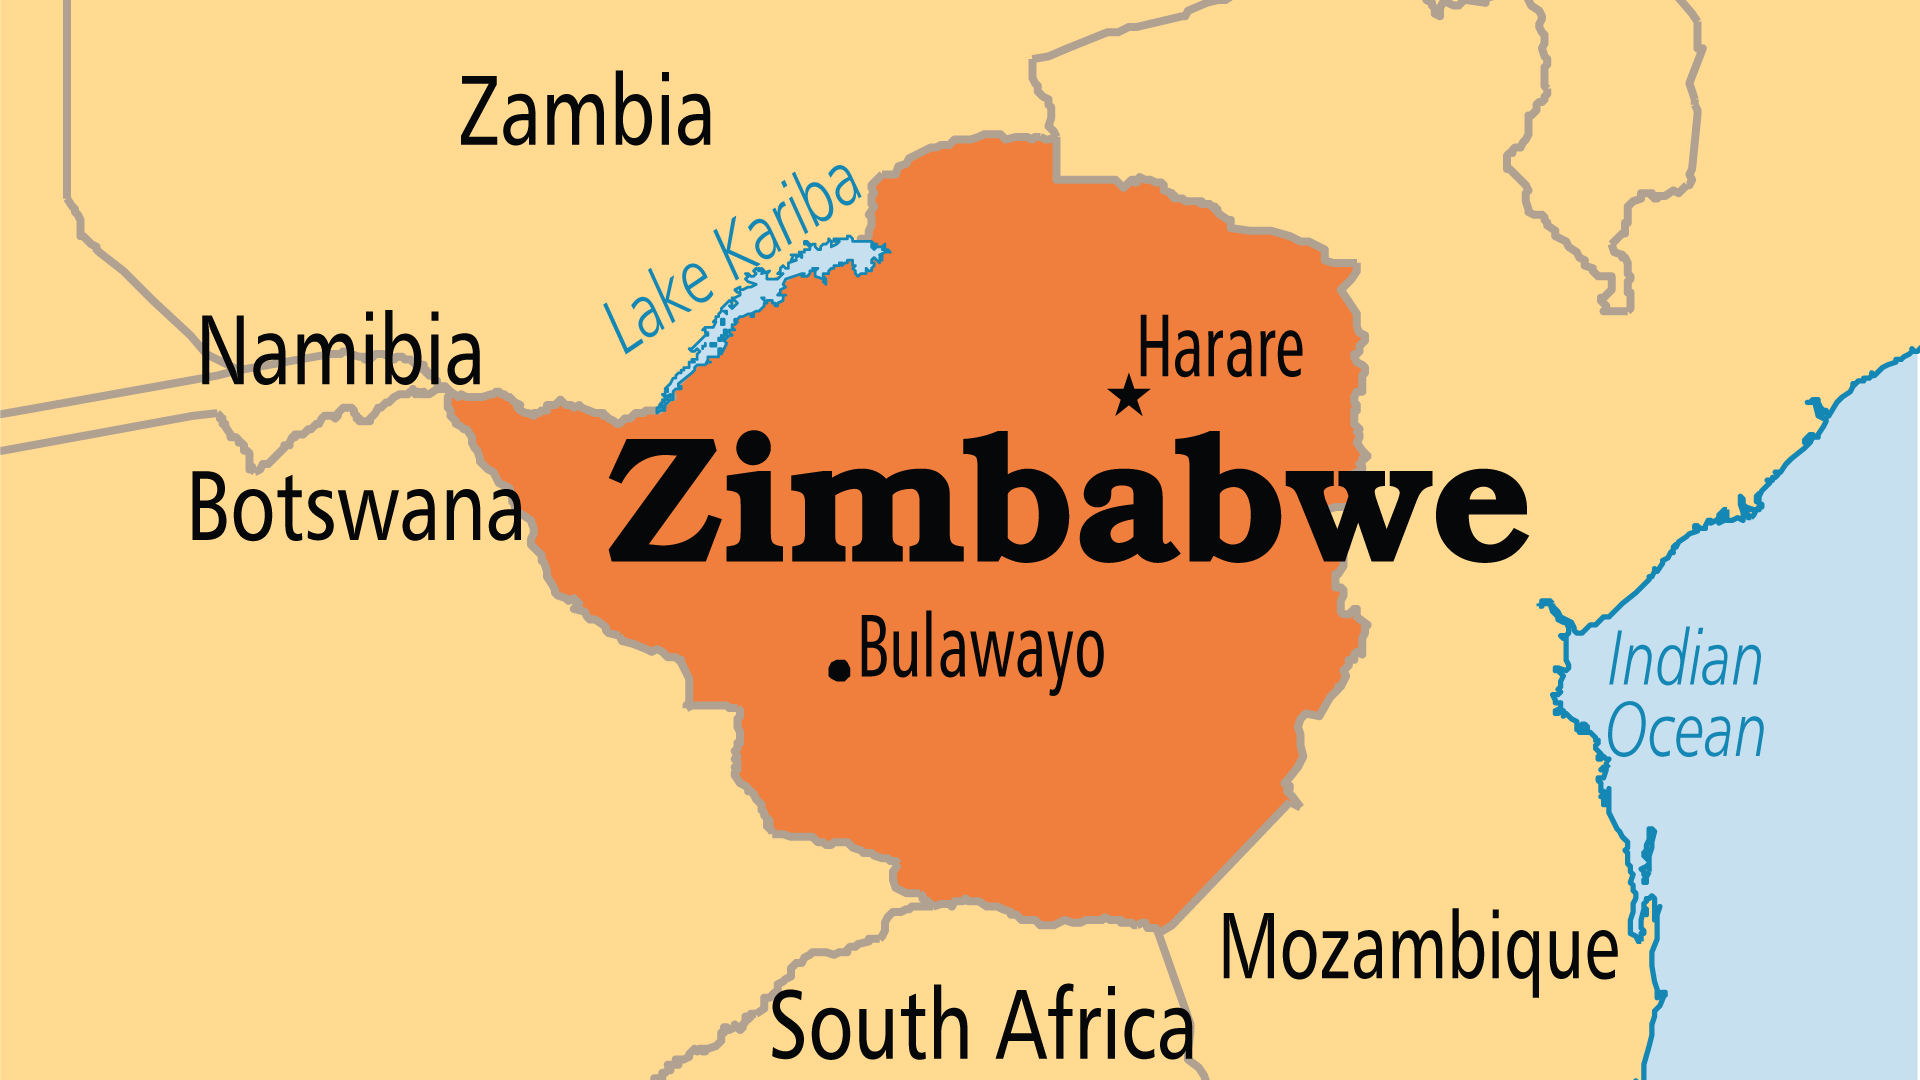 Zambia
Lake Kariba
Namibia
Harare
Zimbabwe
Botswana
Bulawayo
Indian
Ocean
Mozambique
South Africa